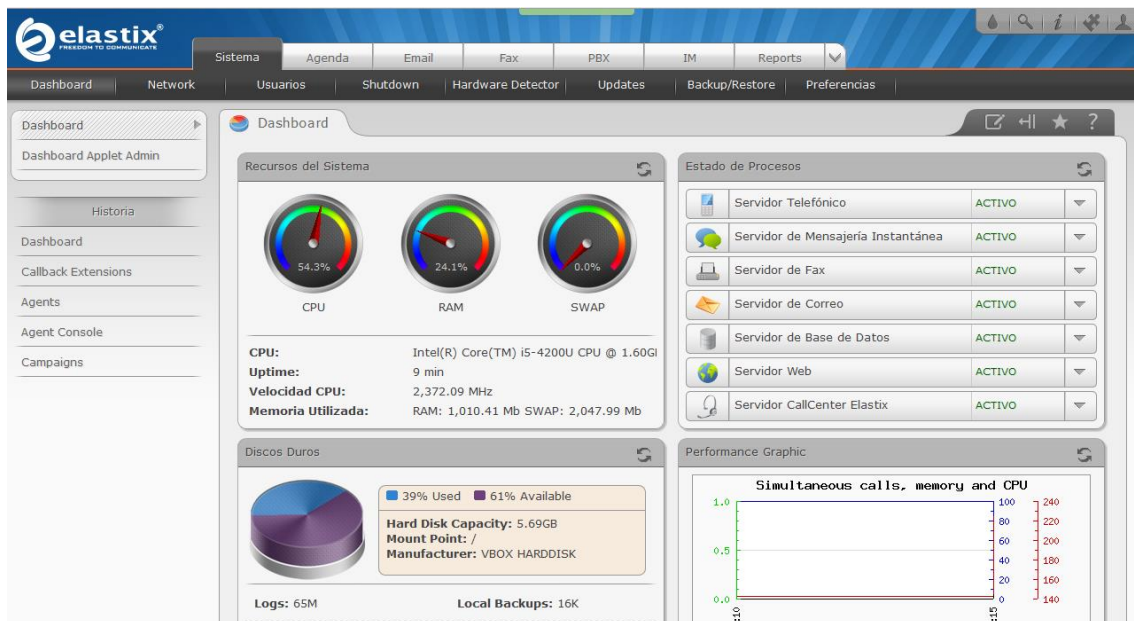 elastix®
FREEDOM TO COMMUNICATE
Sistema Agenda Email Fax PBX IM Reports
Dashboard Network Usuarios Shutdown Hardware Detector Updates Backup/Restore Preferencias
Dashboard
Dashboard Applet Admin
Historia
Dashboard
Callback Extensions
Agents
Agent Console
Campaigns
Dashboard
?
Recursos del Sistema
54.3% 24.1% 0.0%
CPU RAM SWAP
CPU: Intel(R) Core(TM) i5-4200U CPU @ 1.60G
Uptime: 9 min
Velocidad CPU: 2,372.09 MHz
Memoria Utilizada: RAM: 1,010.41 Mb SWAP: 2,047.99 Mb
Estado de Procesos
Servidor Telefónico ACTIVO
Servidor de Mensajería Instantánea ACTIVO
Servidor de Fax ACTIVO
Servidor de Correo ACTIVO
Servidor de Base de Datos ACTIVO
Servidor Web ACTIVO
Servidor CallCenter Elastix ACTIVO
Discos Duros
39% Used 61% Available
Hard Disk Capacity: 5.69GB
Mount Point: /
Manufacturer: VBOX HARDDISK
Logs: 65M Local Backups: 16K
Performance Graphic
Simultaneous calls, memory and CPU
1.0 100 240
80 220
60 200
0.5
40 180
20 160
0.0 0 140
:10 :15